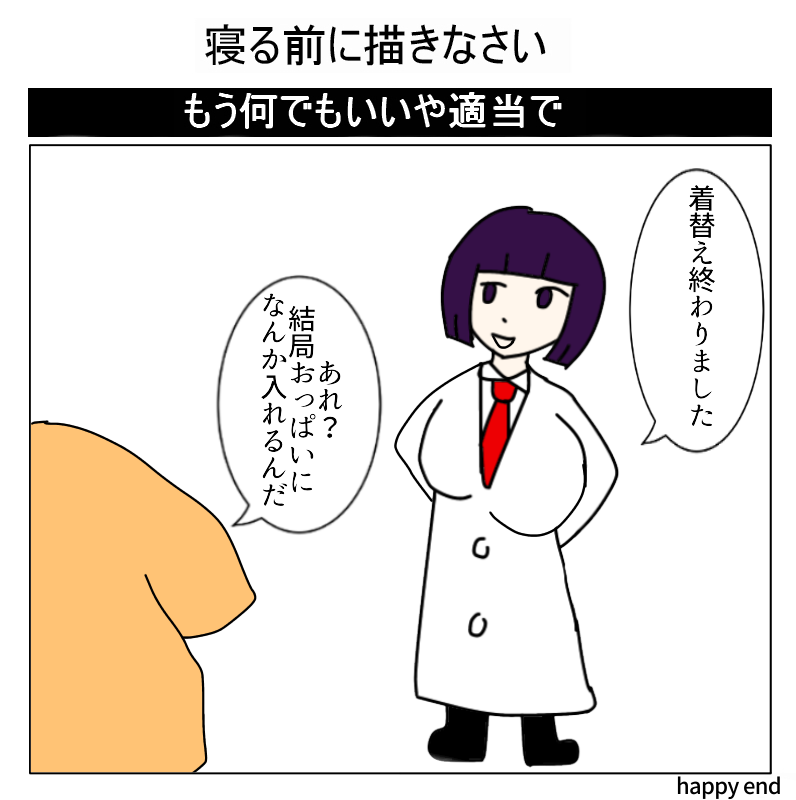 寝る前に描きなさい
もう何でもいいや適当で
着替え終わりました
あれ？
結局おっぱいに
なんか入れるんだ
happy end